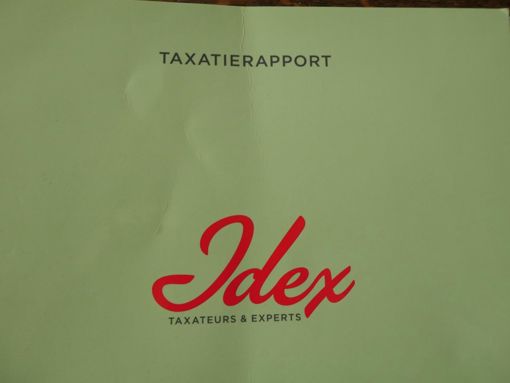 TAXATIERAPPORT
Idex
TAXATEURS & EXPERTS